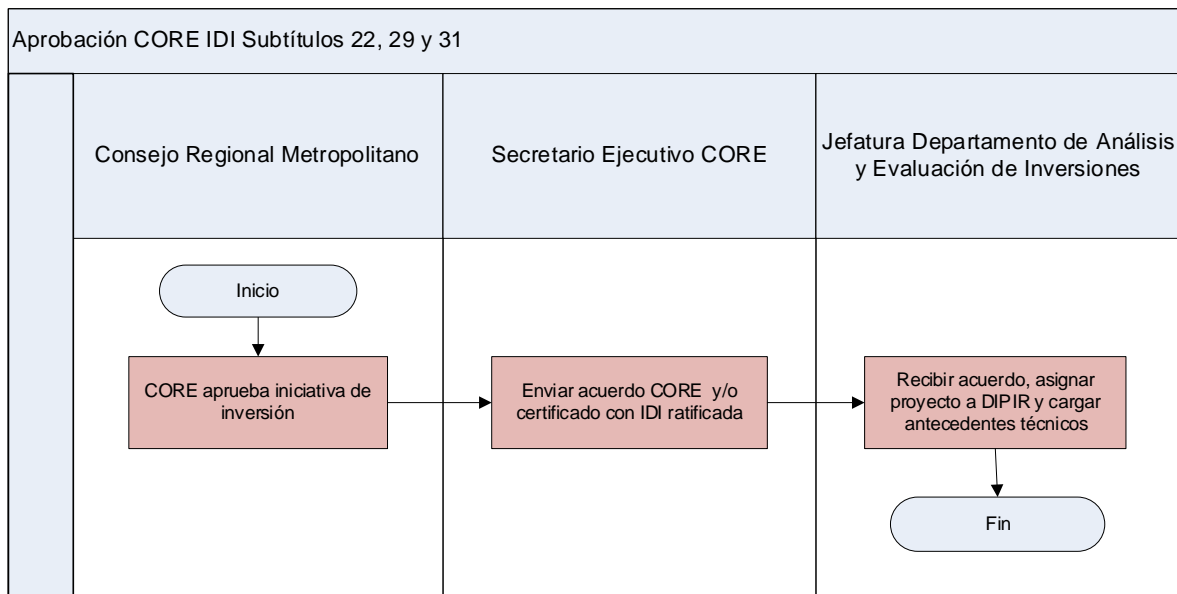 Aprobación CORE IDI Subtítulos 22, 29 y 31
Consejo Regional Metropolitano
Secretario Ejecutivo CORE
Jefatura Departamento de Análisis
y Evaluación de Inversiones
Inicio
CORE aprueba iniciativa de
inversión
Enviar acuerdo CORE y/o
certificado con IDI ratificada
Recibir acuerdo, asignar
proyecto a DIPIR y cargar
antecedentes técnicos
Fin